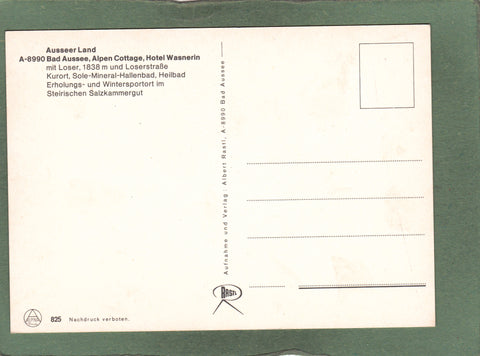 Ausseer Land
A-8990 Bad Aussee, Alpen Cottage, Hotel Wasnerin
mit Loser, 1838 m und Loserstraße
Kurort, Sole-Mineral-Hallenbad, Heilbad
Erholungs- und Wintersportort im
Steirischen Salzkammergut
Aufnahme und Verlag: Albert Rastl, A-8990 Bad Aussee
RASTL
825 Nachdruck verboten.